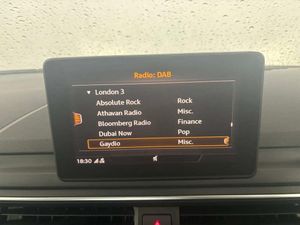 Radio: DAB
London 3
Absolute Rock Rock
Athavan Radio Misc.
Bloomberg Radio Finance
Dubai Now Pop
Gaydio Misc.
18:30